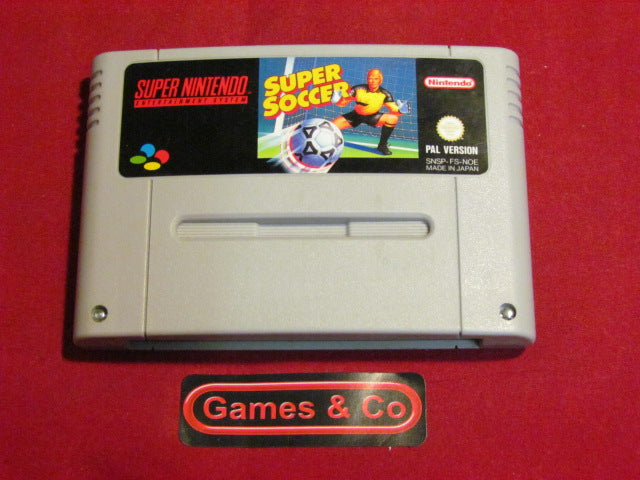 SUPER NINTENDO
ENTERTAINMENT SYSTEM
SUPER
SOCCER
Nintendo
PAL VERSION
SNSP-FS-NOE
MADE IN JAPAN
Games & Co